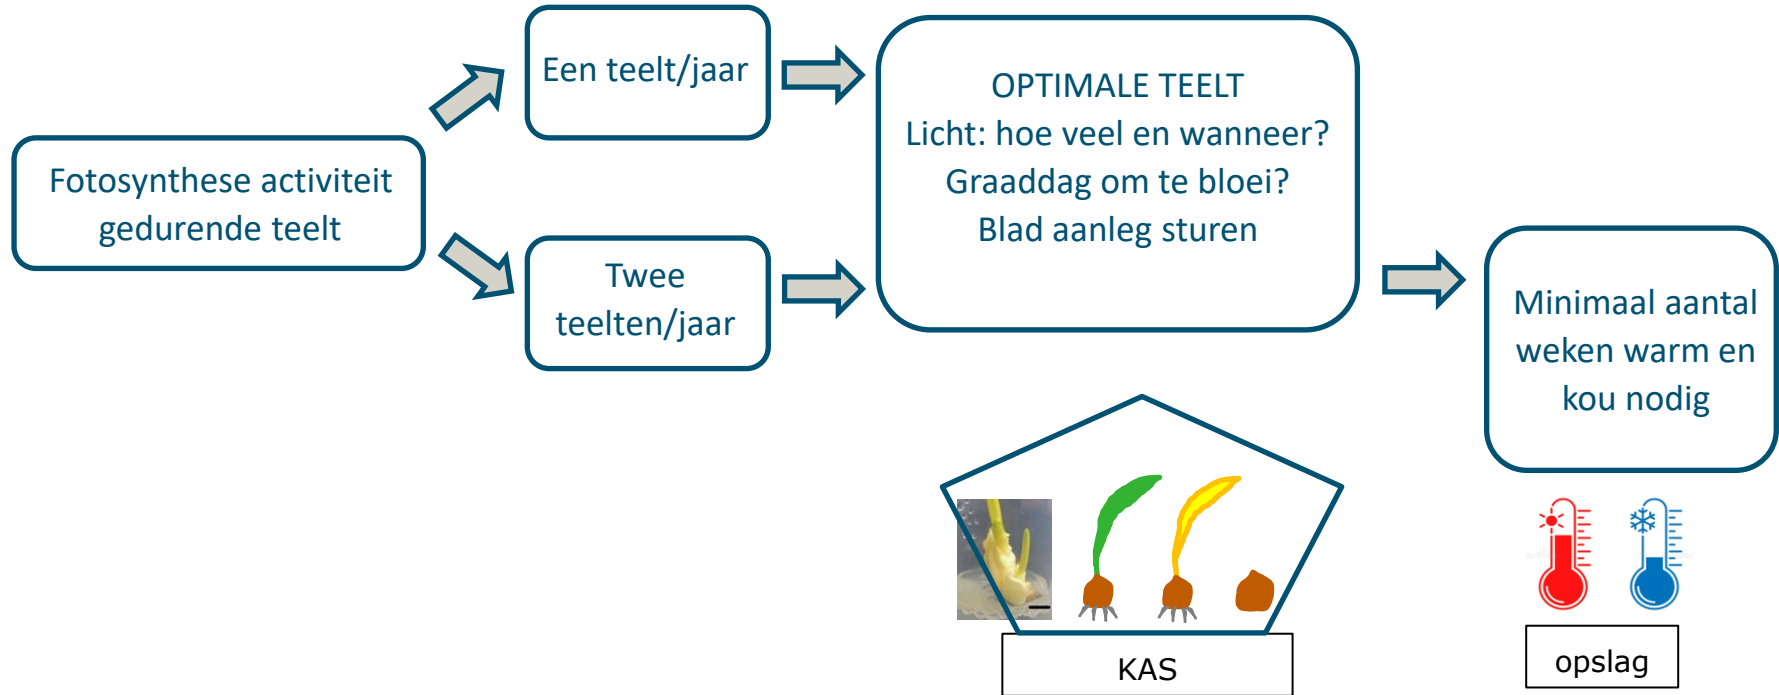 Fotosynthese activiteit
gedurende teelt
Een teelt/jaar
Twee
teelten/jaar
OPTIMALE TEELT
Licht: hoe veel en wanneer?
Graaddag om te bloei?
Blad aanleg sturen
Minimaal aantal
weken warm en
kou nodig
KAS
opslag